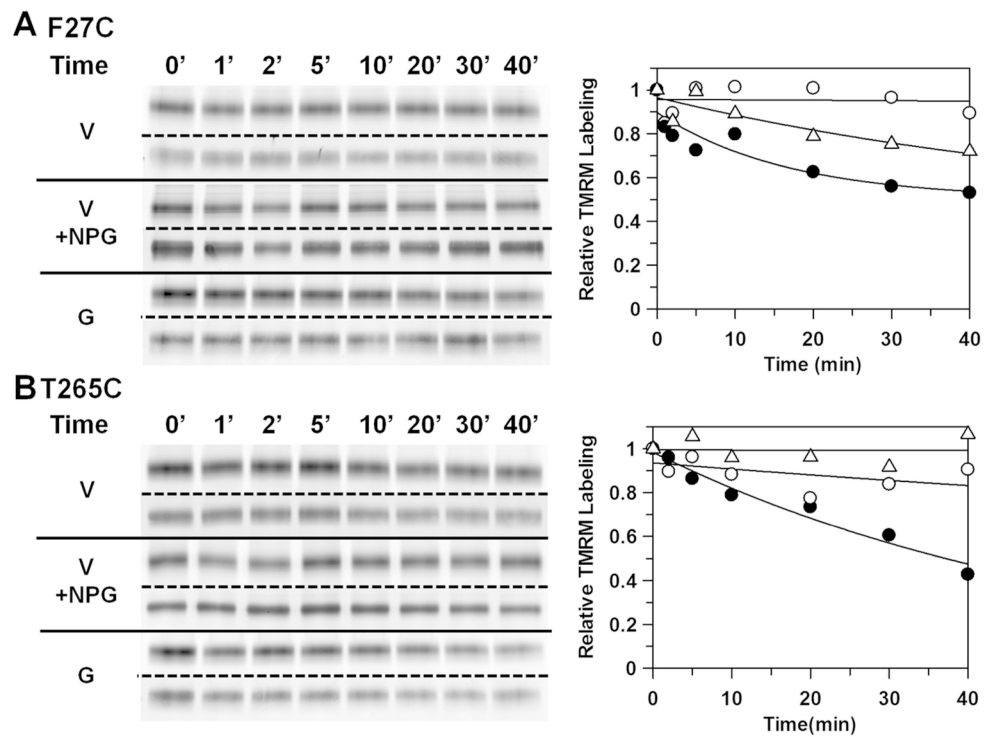 A F27C
Time 0' 1' 2' 5' 10' 20' 30' 40'
V
V
+NPG
G
Relative TMRM Labeling
1
0.8
0.6
0.4
0.2
0
0 10 20 30 40
Time (min)
B T265C
Time 0' 1' 2' 5' 10' 20' 30' 40'
V
V
+NPG
G
Relative TMRM Labeling
1
0.8
0.6
0.4
0.2
0
0 10 20 30 40
Time(min)